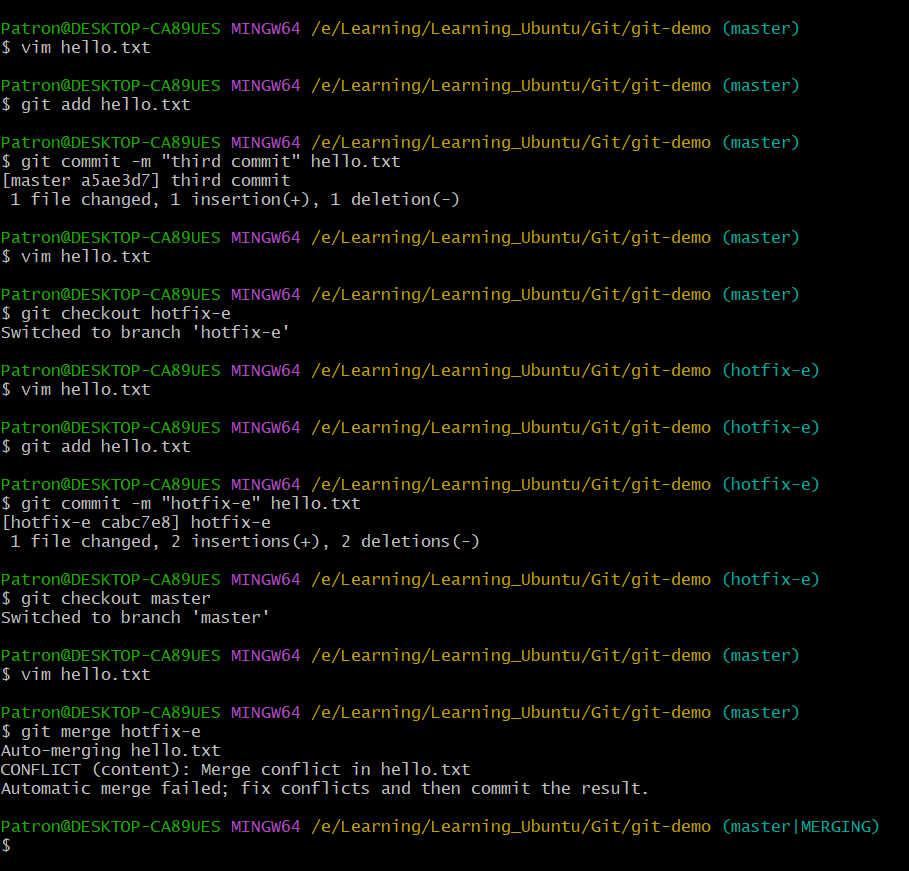 Patron@DESKTOP-CA89UES MINGW64 /e/Learning/Learning_Ubuntu/Git/git-demo (master)
$ vim hello.txt
Patron@DESKTOP-CA89UES MINGW64 /e/Learning/Learning_Ubuntu/Git/git-demo (master)
$ git add hello.txt
Patron@DESKTOP-CA89UES MINGW64 /e/Learning/Learning_Ubuntu/Git/git-demo (master)
$ git commit -m "third commit" hello.txt
[master a5ae3d7] third commit
 1 file changed, 1 insertion(+), 1 deletion(-)
Patron@DESKTOP-CA89UES MINGW64 /e/Learning/Learning_Ubuntu/Git/git-demo (master)
$ vim hello.txt
Patron@DESKTOP-CA89UES MINGW64 /e/Learning/Learning_Ubuntu/Git/git-demo (master)
$ git checkout hotfix-e
Switched to branch 'hotfix-e'
Patron@DESKTOP-CA89UES MINGW64 /e/Learning/Learning_Ubuntu/Git/git-demo (hotfix-e)
$ vim hello.txt
Patron@DESKTOP-CA89UES MINGW64 /e/Learning/Learning_Ubuntu/Git/git-demo (hotfix-e)
$ git add hello.txt
Patron@DESKTOP-CA89UES MINGW64 /e/Learning/Learning_Ubuntu/Git/git-demo (hotfix-e)
$ git commit -m "hotfix-e" hello.txt
[hotfix-e cabc7e8] hotfix-e
 1 file changed, 2 insertions(+), 2 deletions(-)
Patron@DESKTOP-CA89UES MINGW64 /e/Learning/Learning_Ubuntu/Git/git-demo (hotfix-e)
$ git checkout master
Switched to branch 'master'
Patron@DESKTOP-CA89UES MINGW64 /e/Learning/Learning_Ubuntu/Git/git-demo (master)
$ vim hello.txt
Patron@DESKTOP-CA89UES MINGW64 /e/Learning/Learning_Ubuntu/Git/git-demo (master)
$ git merge hotfix-e
Auto-merging hello.txt
CONFLICT (content): Merge conflict in hello.txt
Automatic merge failed; fix conflicts and then commit the result.
Patron@DESKTOP-CA89UES MINGW64 /e/Learning/Learning_Ubuntu/Git/git-demo (master|MERGING)
$